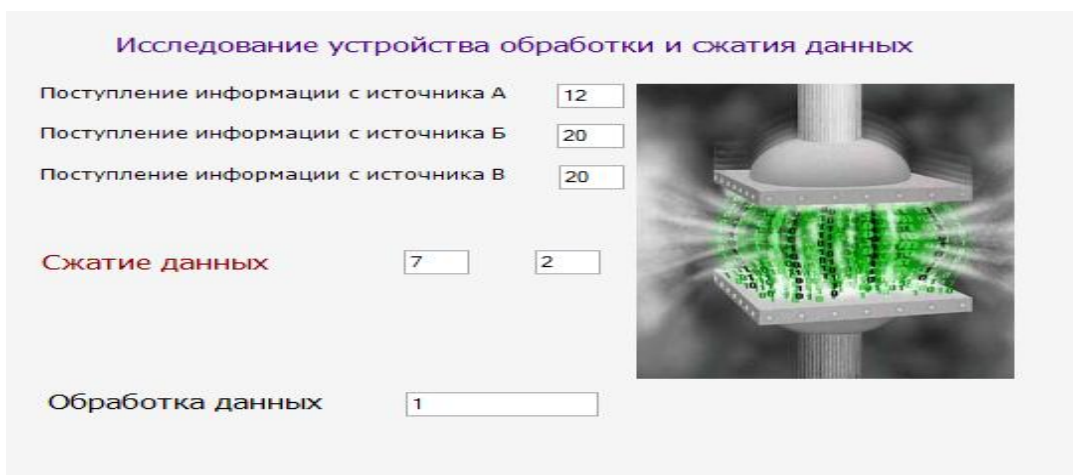 Исследование устройства обработки и сжатия данных
Поступление информации с источника А 12
Поступление информации с источника Б 20
Поступление информации с источника В 20
Сжатие данных 7 2
Обработка данных 1